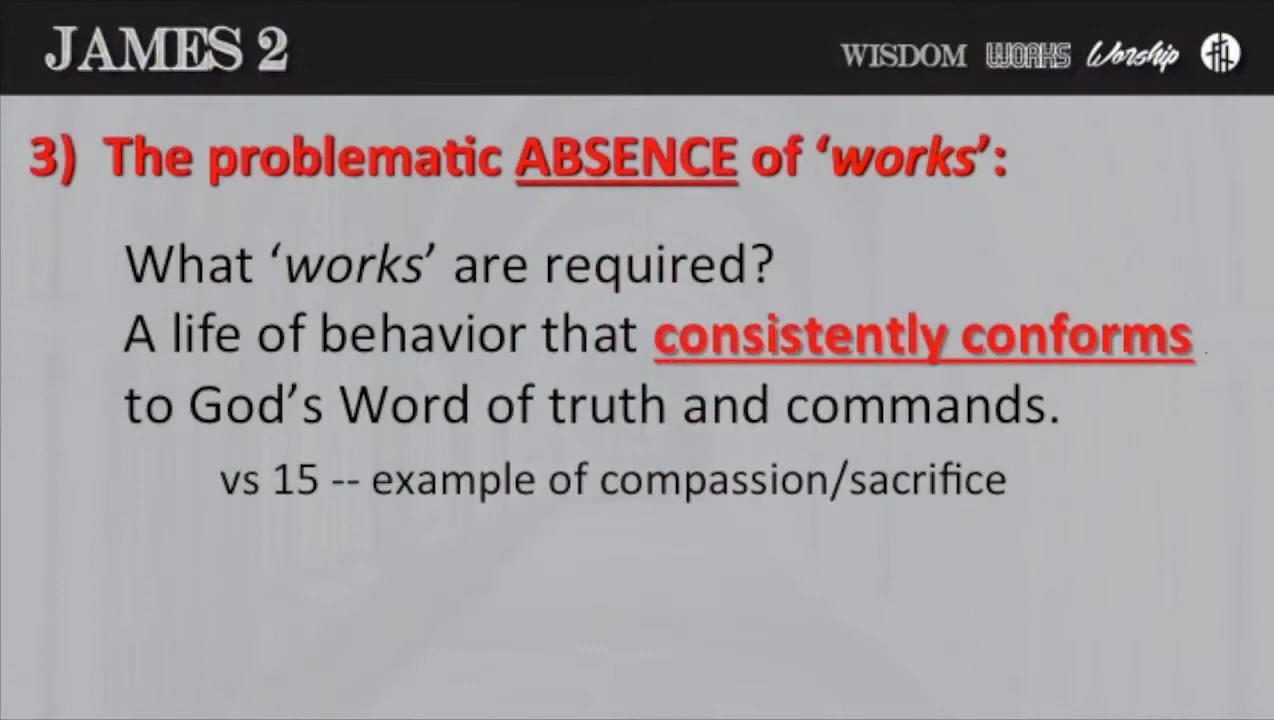 JAMES 2
WISDOM WORKS Worship
3) The problematic ABSENCE of ‘works’:
What ‘works’ are required?
A life of behavior that consistently conforms
to God’s Word of truth and commands.
vs 15 -- example of compassion/sacrifice